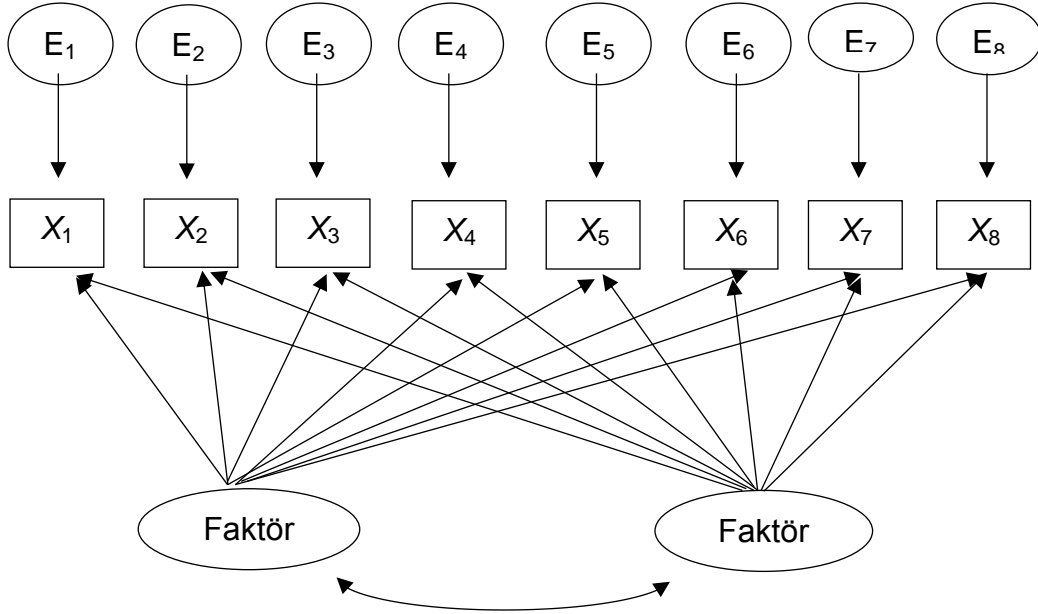 E₁ E₂ E₃ E₄ E₅ E₆ E₇ E₈
X₁ X₂ X₃ X₄ X₅ X₆ X₇ X₈
Faktör Faktör